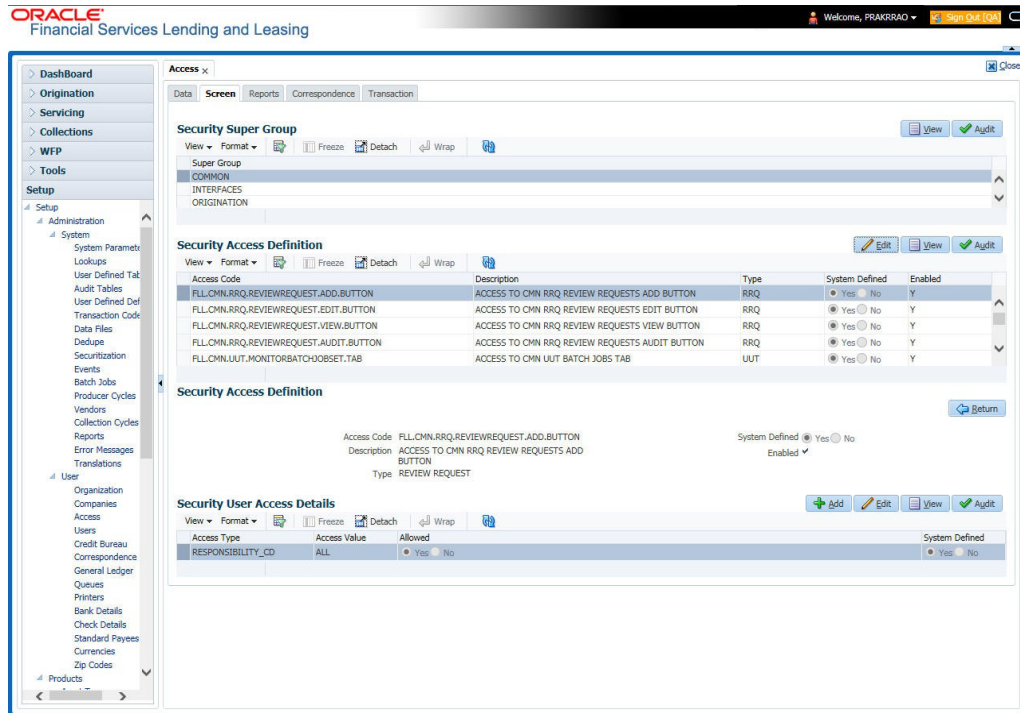 ORACLE
Financial Services Lending and Leasing
Welcome, PRAKRRAO
Sign Out [QA]
Access x
Close
DashBoard
Origination
Servicing
Collections
WFP
Tools
Setup
Setup
Administration
System
System Paramete
Lookups
User Defined Tab
Audit Tables
User Defined Def
Transaction Code
Data Files
Dedupe
Securitization
Events
Batch Jobs
Producer Cycles
Vendors
Collection Cycles
Reports
Error Messages
Translations
User
Organization
Companies
Access
Users
Credit Bureau
Correspondence
General Ledger
Queues
Printers
Bank Details
Check Details
Standard Payees
Currencies
Zip Codes
Products
Data Screen Reports Correspondence Transaction
Security Super Group
View Audit
View Format Freeze Detach Wrap
Super Group
COMMON
INTERFACES
ORIGINATION
Security Access Definition
Edit View Audit
View Format Freeze Detach Wrap
Access Code Description Type System Defined Enabled
FLL.CMN.RRQ.REVIEWREQUEST.ADD.BUTTON ACCESS TO CMN RRQ REVIEW REQUESTS ADD BUTTON RRQ Yes No Y
FLL.CMN.RRQ.REVIEWREQUEST.EDIT.BUTTON ACCESS TO CMN RRQ REVIEW REQUESTS EDIT BUTTON RRQ Yes No Y
FLL.CMN.RRQ.REVIEWREQUEST.VIEW.BUTTON ACCESS TO CMN RRQ REVIEW REQUESTS VIEW BUTTON RRQ Yes No Y
FLL.CMN.RRQ.REVIEWREQUEST.AUDIT.BUTTON ACCESS TO CMN RRQ REVIEW REQUESTS AUDIT BUTTON RRQ Yes No Y
FLL.CMN.UUT.MONITORBATCHJOBSET.TAB ACCESS TO CMN UUT BATCH JOBS TAB UUT Yes No Y
Security Access Definition
Return
Access Code FLL.CMN.RRQ.REVIEWREQUEST.ADD.BUTTON System Defined Yes No
Description ACCESS TO CMN RRQ REVIEW REQUESTS ADD Enabled
BUTTON
Type REVIEW REQUEST
Security User Access Details
Add Edit View Audit
View Format Freeze Detach Wrap
Access Type Access Value Allowed System Defined
RESPONSIBILITY_CD ALL Yes No Yes No